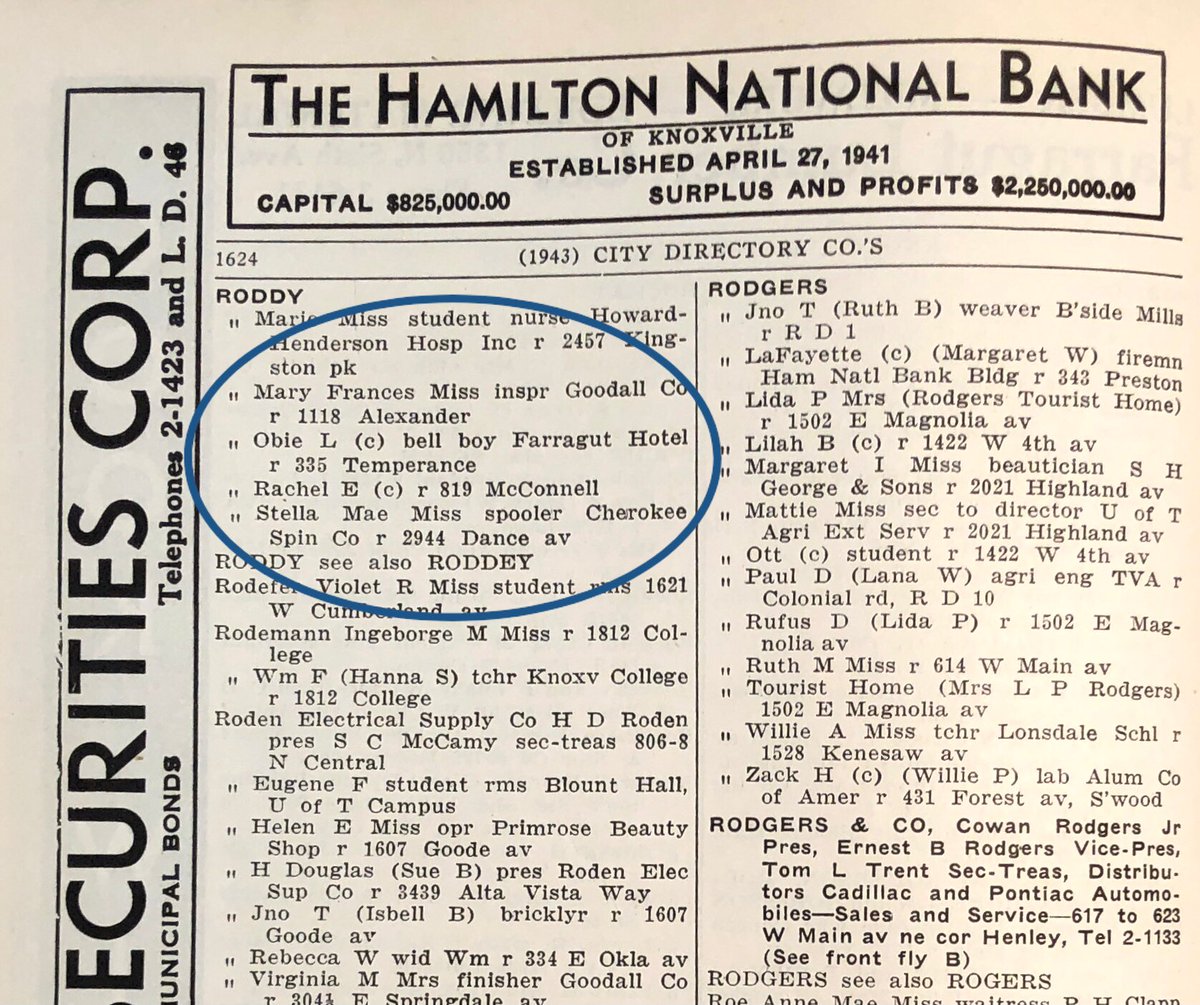 THE HAMILTON NATIONAL BANK
OF KNOXVILLE
ESTABLISHED APRIL 27, 1941
CAPITAL $825,000.00 SURPLUS AND PROFITS $2,250,000.00
ECURITIES CORP.
Telephones 2-1423 and L. D. 46
MUNICIPAL BONDS
1624 (1943) CITY DIRECTORY CO.'S
RODDY
" Marie Miss student nurse Howard-
Henderson Hosp Inc r 2457 King-
ston pk
" Mary Frances Miss inspr Goodall Co
r 1118 Alexander
" Obie L (c) bell boy Farragut Hotel
r 335 Temperance
" Rachel E (c) r 819 McConnell
" Stella Mae Miss spooler Cherokee
Spin Co r 2944 Dance av
RODDY see also RODDEY
Rodefer Violet R Miss student rms 1621
W Cumberland av
Rodemann Ingeborge M Miss r 1812 Col-
lege
" Wm F (Hanna S) tchr Knoxv College
r 1812 College
Roden Electrical Supply Co H D Roden
pres S C McCamy sec-treas 806-8
N Central
" Eugene F student rms Blount Hall,
U of T Campus
" Helen E Miss opr Primrose Beauty
Shop r 1607 Goode av
" H Douglas (Sue B) pres Roden Elec
Sup Co r 3439 Alta Vista Way
" Jno T (Isbell B) bricklyr r 1607
Goode av
" Rebecca W wid Wm r 334 E Okla av
" Virginia M Mrs finisher Goodall Co
r 304½ E Springdale av
RODGERS
" Jno T (Ruth B) weaver B'side Mills
r R D 1
" LaFayette (c) (Margaret W) firemn
Ham Natl Bank Bldg r 343 Preston
" Lida P Mrs (Rodgers Tourist Home)
r 1502 E Magnolia av
" Lilah B (c) r 1422 W 4th av
" Margaret I Miss beautician S H
George & Sons r 2021 Highland av
" Mattie Miss sec to director U of T
Agri Ext Serv r 2021 Highland av
" Ott (c) student r 1422 W 4th av
" Paul D (Lana W) agri eng TVA r
Colonial rd, R D 10
" Rufus D (Lida P) r 1502 E Mag-
nolia av
" Ruth M Miss r 614 W Main av
" Tourist Home (Mrs L P Rodgers)
1502 E Magnolia av
" Willie A Miss tchr Lonsdale Schl r
1528 Kenesaw av
" Zack H (c) (Willie P) lab Alum Co
of Amer r 431 Forest av, S'wood
RODGERS & CO, Cowan Rodgers Jr
Pres, Ernest B Rodgers Vice-Pres,
Tom L Trent Sec-Treas, Distribu-
tors Cadillac and Pontiac Automo-
biles—Sales and Service—617 to 623
W Main av ne cor Henley, Tel 2-1133
(See front fly B)
RODGERS see also ROGERS
Roe Anne Mae Miss waitress R H Clapp